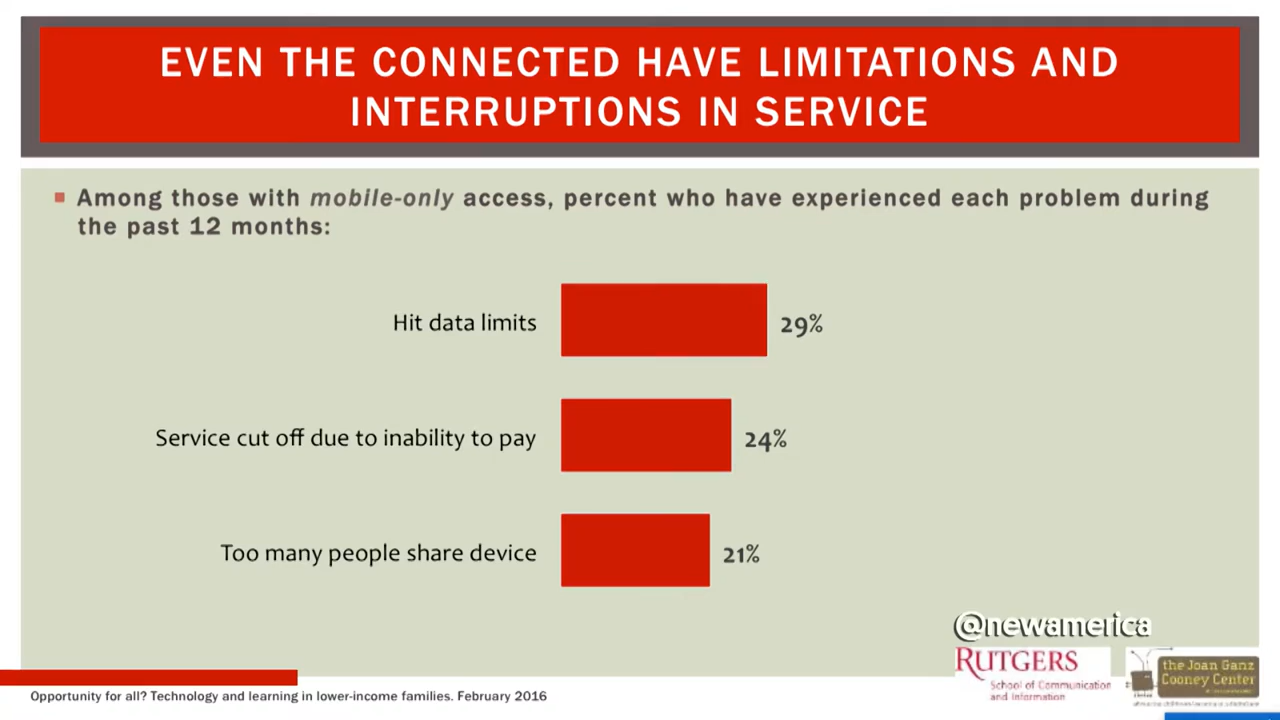 EVEN THE CONNECTED HAVE LIMITATIONS AND
INTERRUPTIONS IN SERVICE
Among those with mobile-only access, percent who have experienced each problem during
the past 12 months:
Hit data limits
29%
Service cut off due to inability to pay
24%
Too many people share device
21%
@newamerica
RUTGERS
School of Communication
and Information
the Joan Ganz
Cooney Center
Opportunity for all? Technology and learning in lower-income families. February 2016